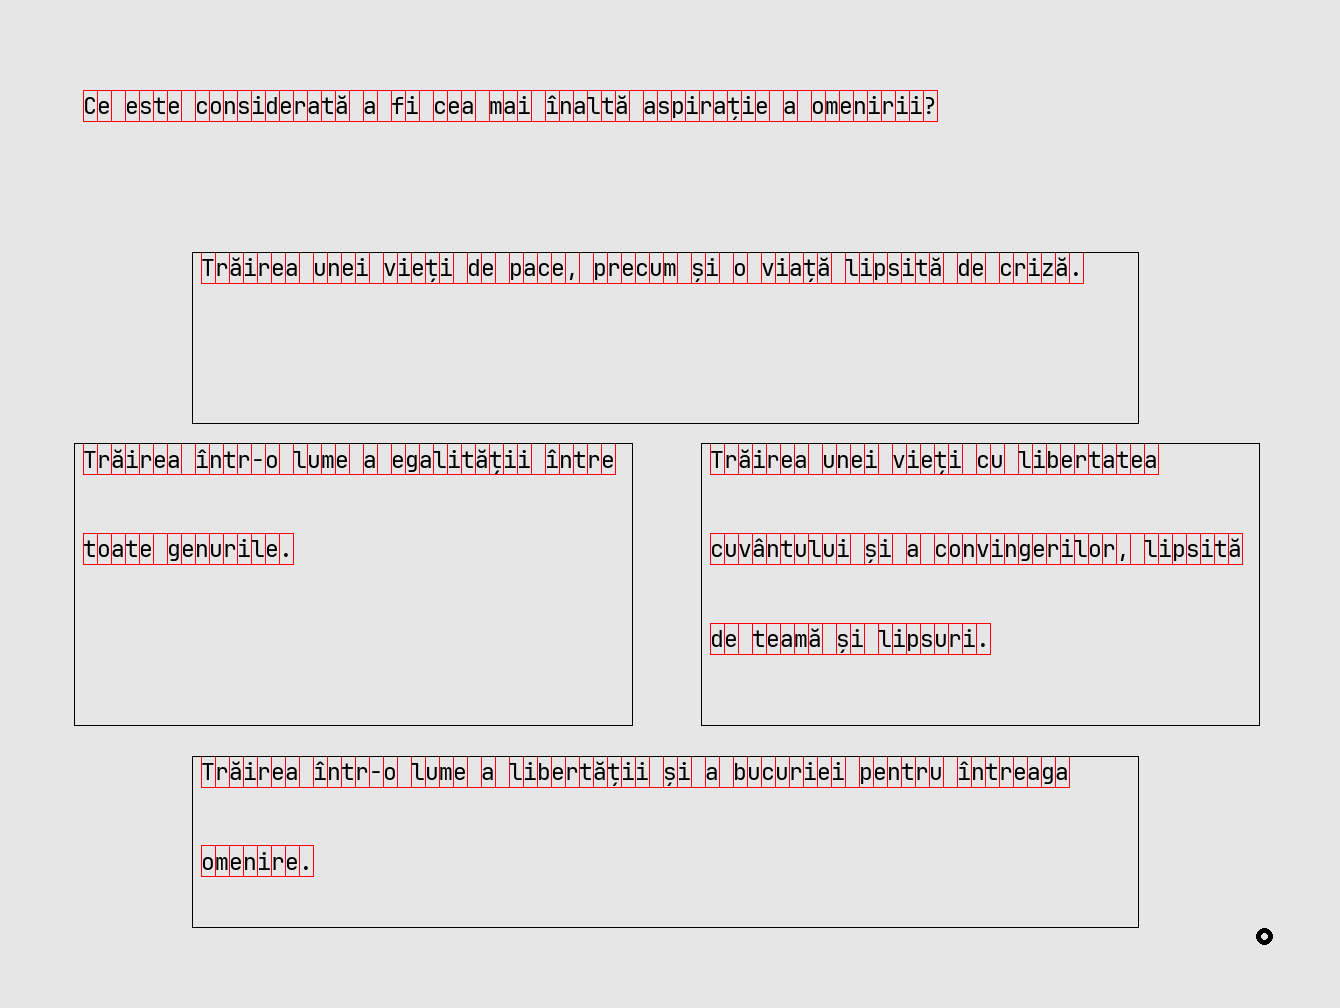 Ce este considerată a fi cea mai înaltă aspirație a omenirii?
Trăirea unei vieți de pace, precum și o viață lipsită de criză.
Trăirea într-o lume a egalității între
toate genurile.
Trăirea unei vieți cu libertatea
cuvântului și a convingerilor, lipsită
de teamă și lipsuri.
Trăirea într-o lume a libertății și a bucuriei pentru întreaga
omenire.